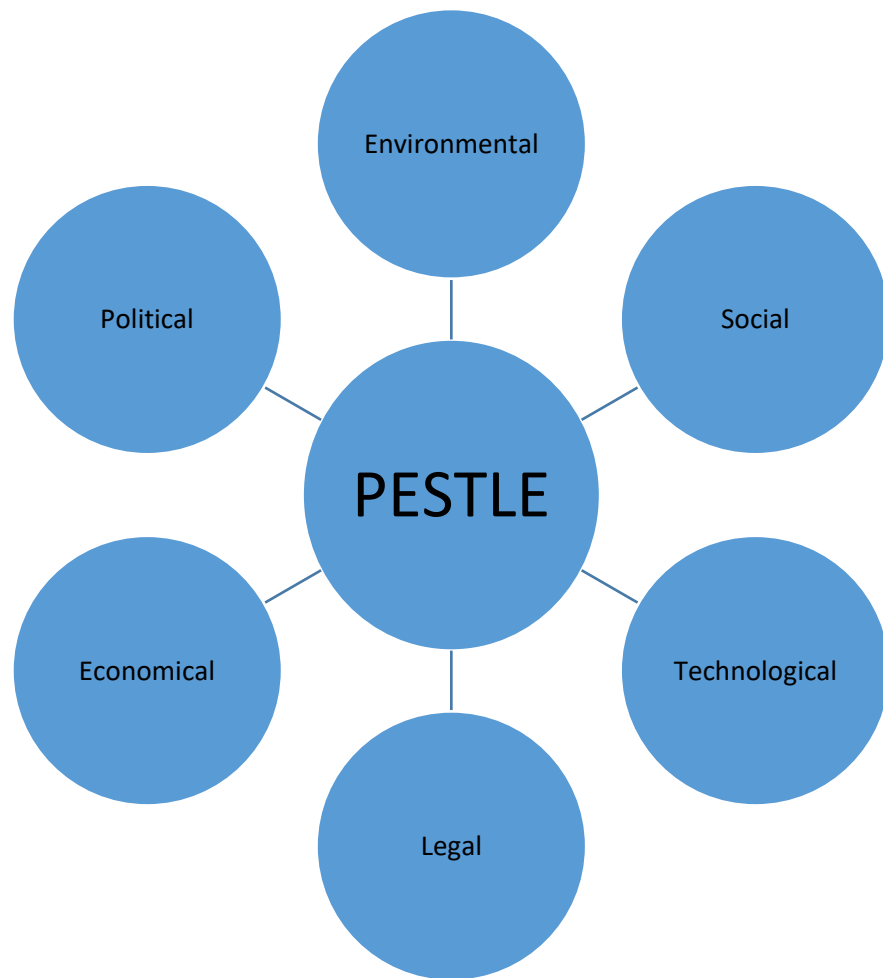 Environmental
Political
Social
PESTLE
Economical
Technological
Legal